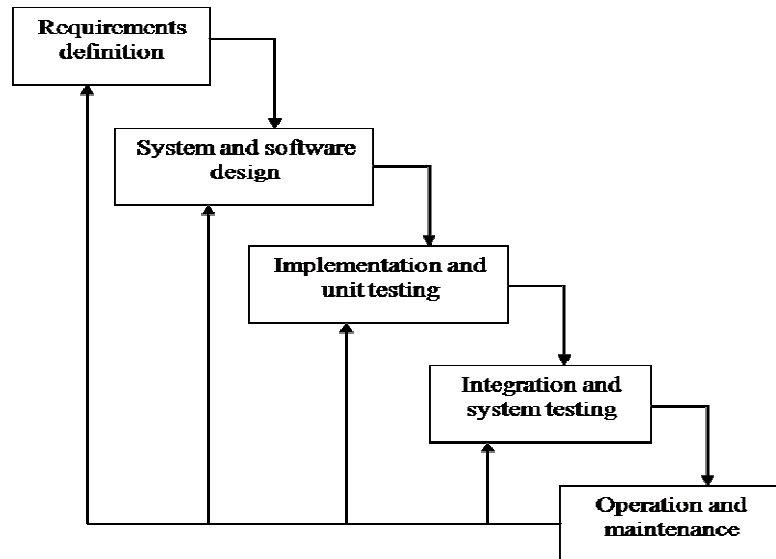 Requirements
definition
System and software
design
Implementation and
unit testing
Integration and
system testing
Operation and
maintenance